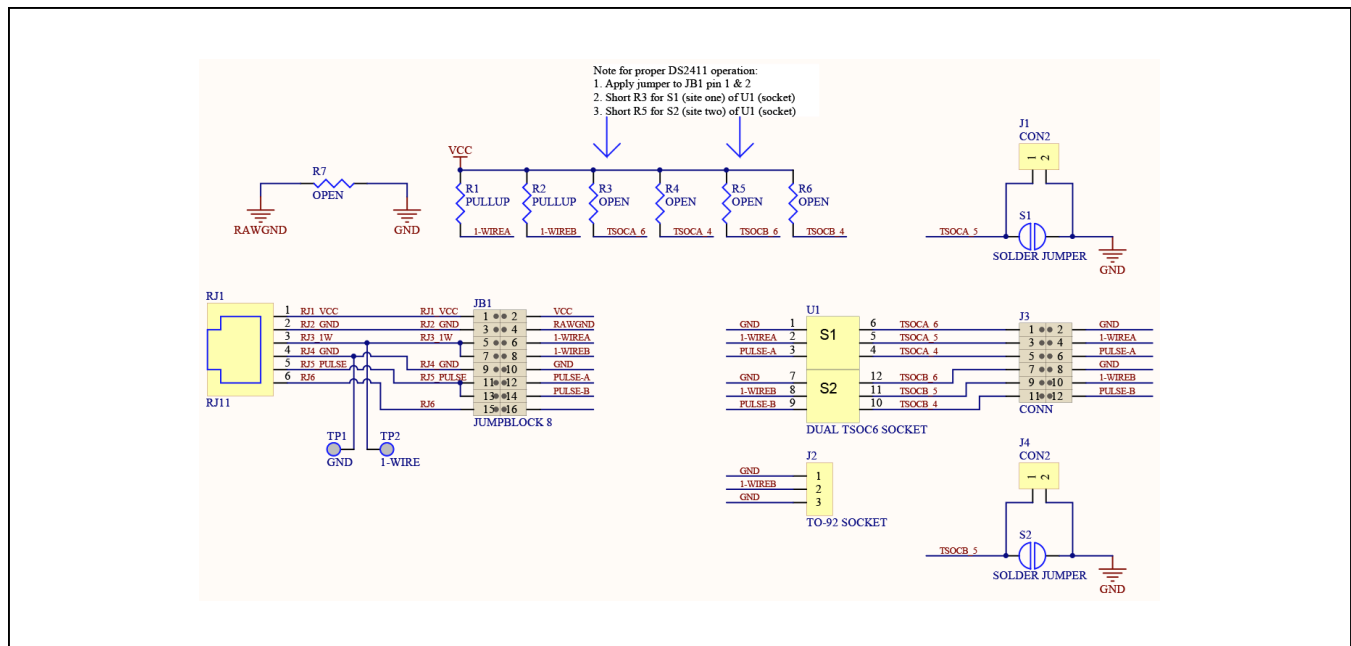 Note for proper DS2411 operation:
1. Apply jumper to JB1 pin 1 & 2
2. Short R3 for S1 (site one) of U1 (socket)
3. Short R5 for S2 (site two) of U1 (socket)
J1
CON2
1 2
VCC
R7
OPEN
RAWGND
GND
R1
PULLUP
R2
PULLUP
R3
OPEN
R4
OPEN
R5
OPEN
R6
OPEN
1-WIREA
1-WIREB
TSOCA 6
TSOCA 4
TSOCB 6
TSOCB 4
TSOCA 5
S1
SOLDER JUMPER
GND
RJ1
1 RJ1 VCC
2 RJ2 GND
3 RJ3 1W
4 RJ4 GND
5 RJ5 PULSE
6 RJ6
RJ11
TP1
GND
TP2
1-WIRE
JB1
RJ1 VCC 1 2 VCC
RJ2 GND 3 4 RAWGND
RJ3 1W 5 6 1-WIREA
7 8 1-WIREB
RJ4 GND 9 10 GND
RJ5 PULSE 11 12 PULSE-A
13 14 PULSE-B
RJ6 15 16
JUMPBLOCK 8
U1
GND 1 S1 6 TSOCA 6
1-WIREA 2 5 TSOCA 5
PULSE-A 3 4 TSOCA 4
GND 7 S2 12 TSOCB 6
1-WIREB 8 11 TSOCB 5
PULSE-B 9 10 TSOCB 4
DUAL TSOC6 SOCKET
J3
1 2 GND
3 4 1-WIREA
5 6 PULSE-A
7 8 GND
9 10 1-WIREB
11 12 PULSE-B
CONN
J2
GND 1
1-WIREB 2
GND 3
TO-92 SOCKET
J4
CON2
1 2
TSOCB 5
S2
SOLDER JUMPER
GND